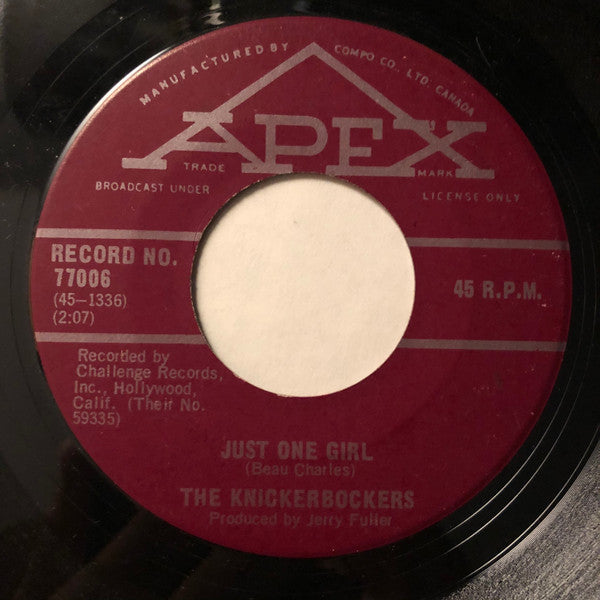 MANUFACTURED BY COMPO CO., LTD. CANADA
APEX
TRADE MARK
BROADCAST UNDER LICENSE ONLY
RECORD NO.
77006
45 R.P.M.
(45-1336)
(2:07)
Recorded by
Challenge Records,
Inc., Hollywood,
Calif. (Their No.
59335)
JUST ONE GIRL
(Beau Charles)
THE KNICKERBOCKERS
Produced by Jerry Fuller